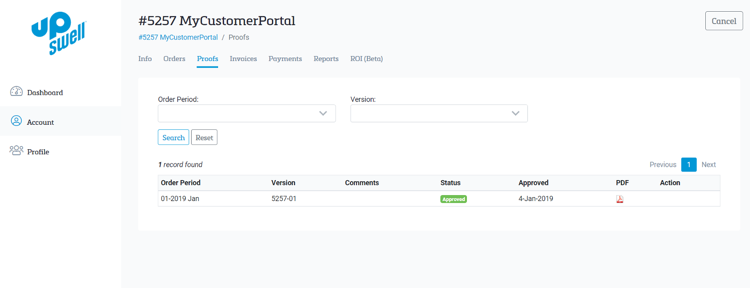 UP
swell
Dashboard
Account
Profile
#5257 MyCustomerPortal
Cancel
#5257 MyCustomerPortal / Proofs
Info Orders Proofs Invoices Payments Reports ROI (Beta)
Order Period: Version:
Search Reset
1 record found
Previous 1 Next
Order Period Version Comments Status Approved PDF Action
01-2019 Jan 5257-01 Approved 4-Jan-2019